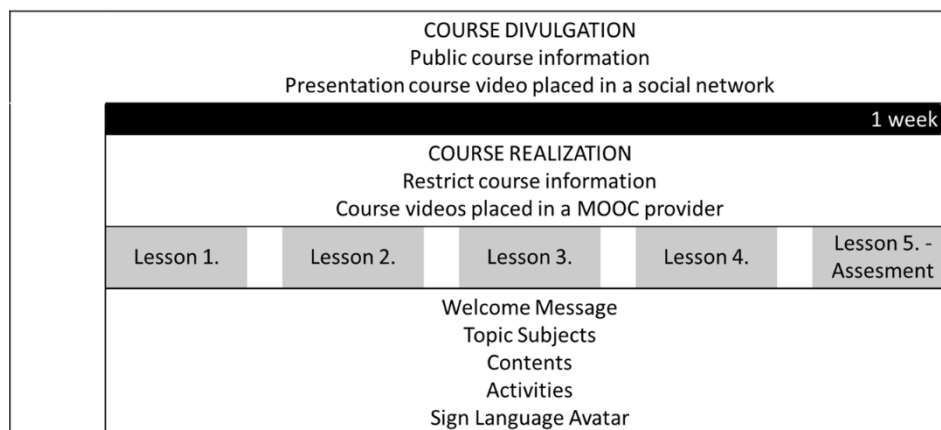 COURSE DIVULGATION
Public course information
Presentation course video placed in a social network
1 week
COURSE REALIZATION
Restrict course information
Course videos placed in a MOOC provider
Lesson 1.
Lesson 2.
Lesson 3.
Lesson 4.
Lesson 5. -
Assesment
Welcome Message
Topic Subjects
Contents
Activities
Sign Language Avatar